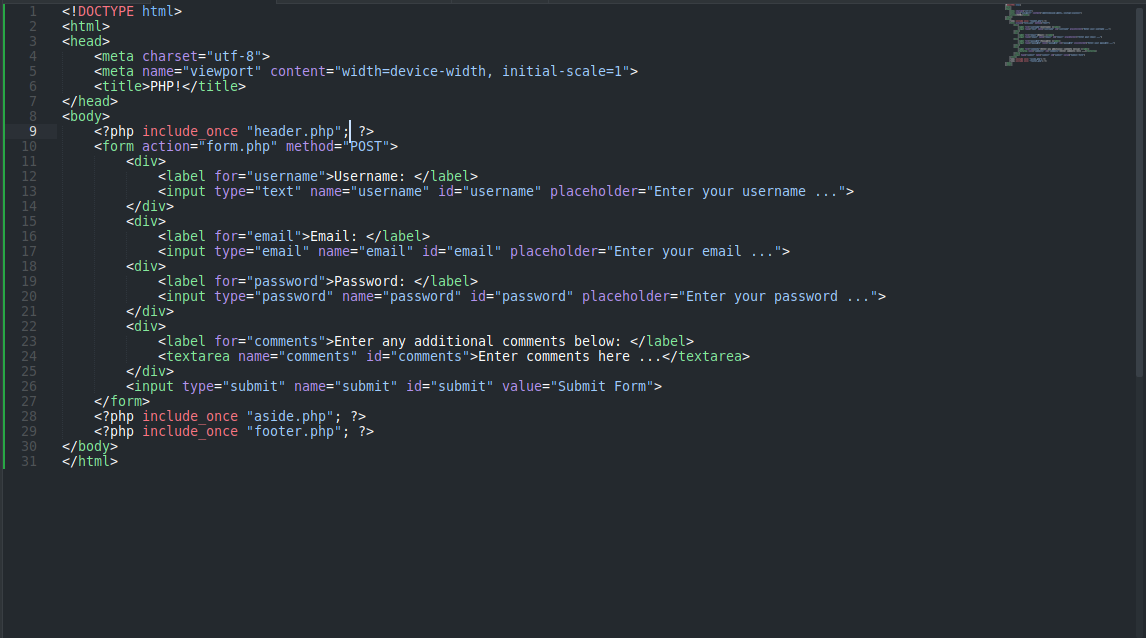 1 <!DOCTYPE html>
2 <html>
3 <head>
4 <meta charset="utf-8">
5 <meta name="viewport" content="width=device-width, initial-scale=1">
6 <title>PHP!</title>
7 </head>
8 <body>
9 <?php include_once "header.php"; ?>
10 <form action="form.php" method="POST">
11 <div>
12 <label for="username">Username: </label>
13 <input type="text" name="username" id="username" placeholder="Enter your username ...">
14 </div>
15 <div>
16 <label for="email">Email: </label>
17 <input type="email" name="email" id="email" placeholder="Enter your email ...">
18 <div>
19 <label for="password">Password: </label>
20 <input type="password" name="password" id="password" placeholder="Enter your password ...">
21 </div>
22 <div>
23 <label for="comments">Enter any additional comments below: </label>
24 <textarea name="comments" id="comments">Enter comments here ...</textarea>
25 </div>
26 <input type="submit" name="submit" id="submit" value="Submit Form">
27 </form>
28 <?php include_once "aside.php"; ?>
29 <?php include_once "footer.php"; ?>
30 </body>
31 </html>